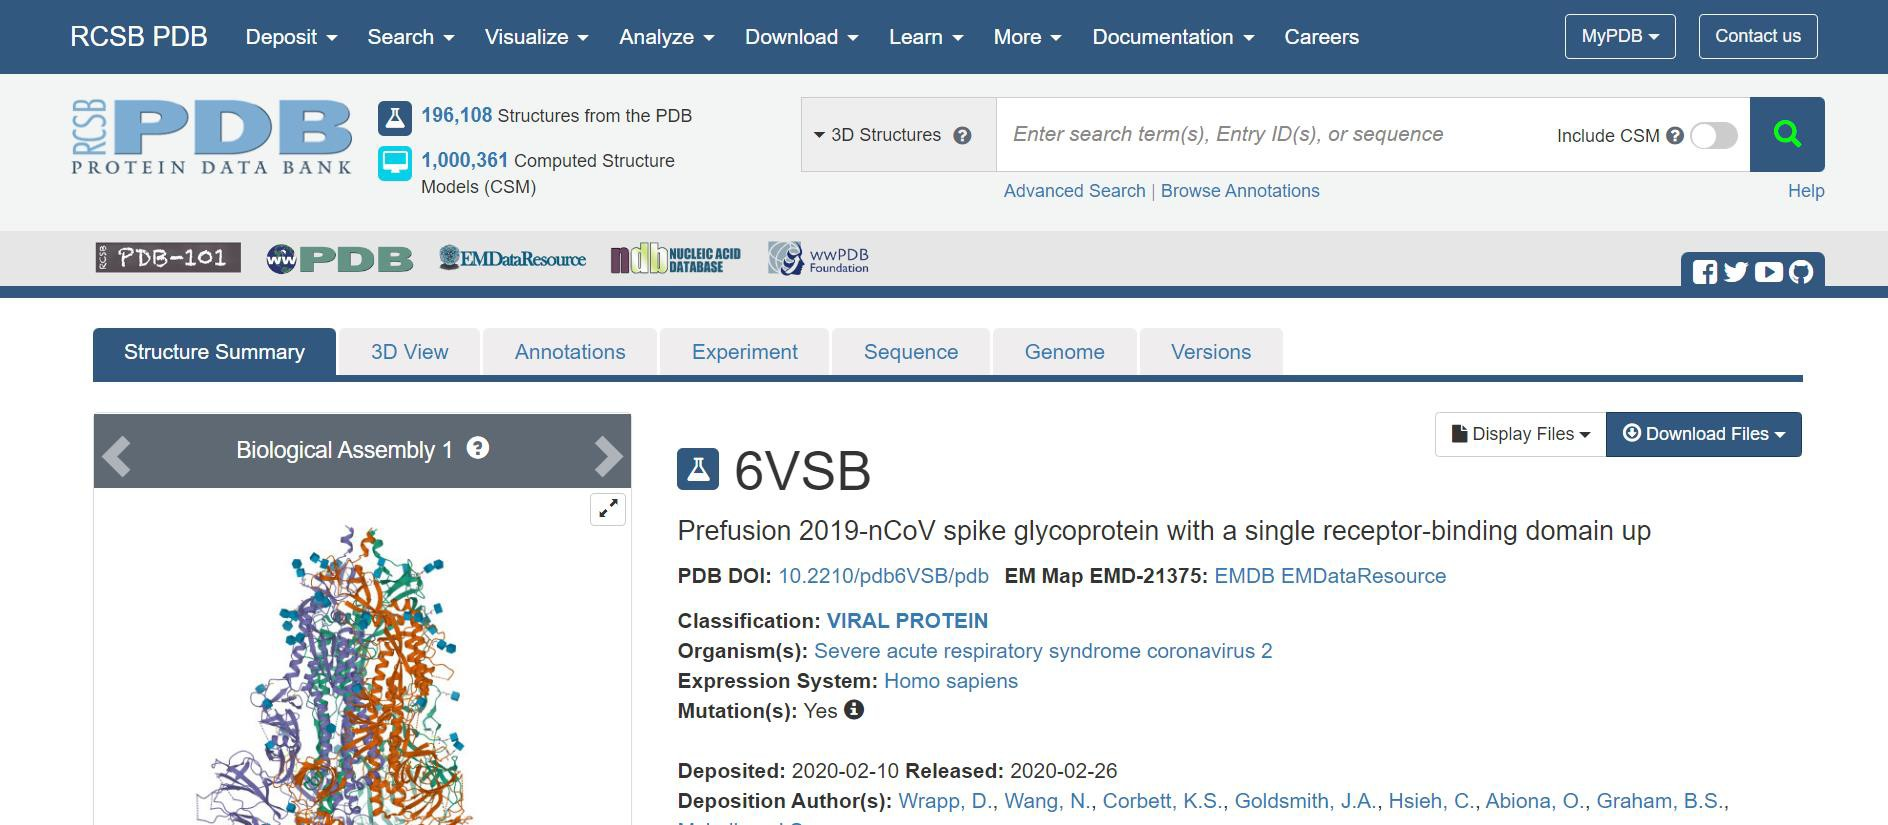 RCSB PDB Deposit Search Visualize Analyze Download Learn More Documentation Careers MyPDB Contact us
RCSB PDB
PROTEIN DATA BANK
196,108 Structures from the PDB
1,000,361 Computed Structure
Models (CSM)
3D Structures ? Enter search term(s), Entry ID(s), or sequence Include CSM ?
Advanced Search | Browse Annotations Help
RCSB PDB-101 wwPDB EMDataResource ndb NUCLEIC ACID DATABASE wwPDB Foundation
Structure Summary 3D View Annotations Experiment Sequence Genome Versions
Biological Assembly 1 ?
Display Files Download Files
6VSB
Prefusion 2019-nCoV spike glycoprotein with a single receptor-binding domain up
PDB DOI: 10.2210/pdb6VSB/pdb EM Map EMD-21375: EMDB EMDataResource
Classification: VIRAL PROTEIN
Organism(s): Severe acute respiratory syndrome coronavirus 2
Expression System: Homo sapiens
Mutation(s): Yes
Deposited: 2020-02-10 Released: 2020-02-26
Deposition Author(s): Wrapp, D., Wang, N., Corbett, K.S., Goldsmith, J.A., Hsieh, C., Abiona, O., Graham, B.S.,